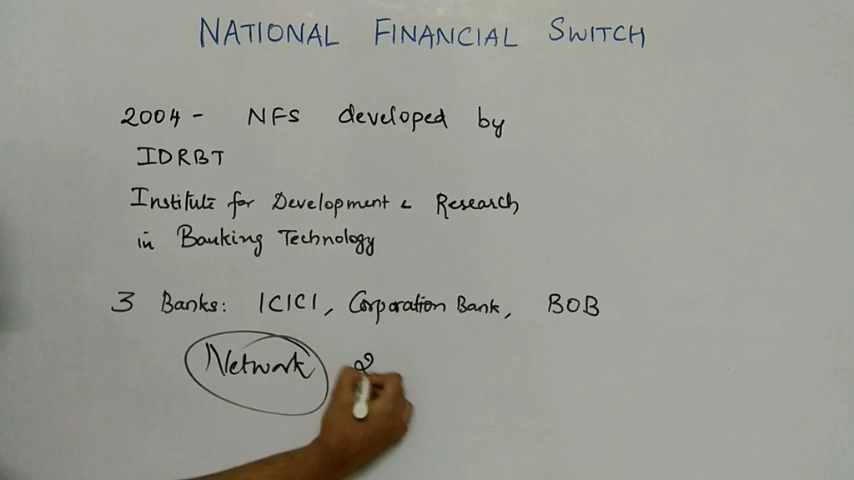 NATIONAL FINANCIAL SWITCH
2004 - NFS developed by
IDRBT
Institute for Development & Research
in Banking Technology
3 Banks: ICICI, Corporation Bank, BOB
Network